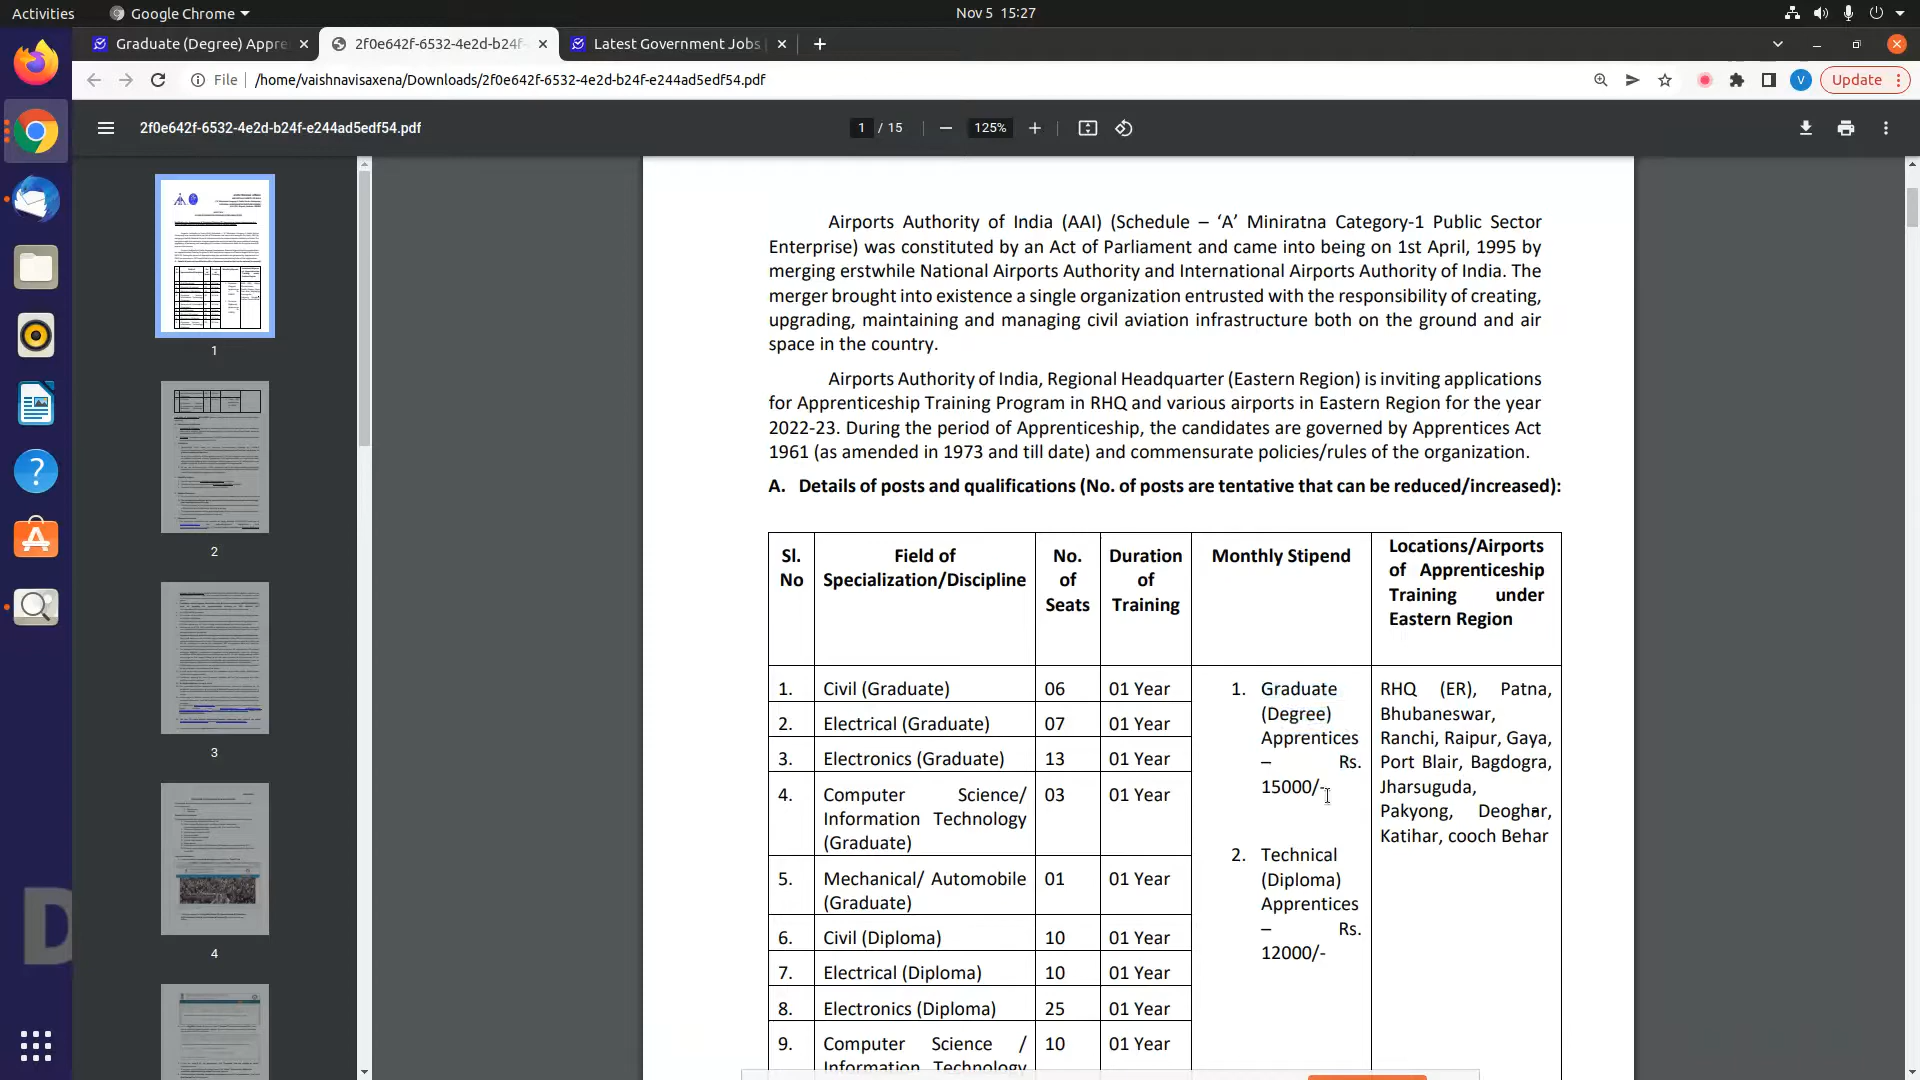 Activities
Google Chrome
Nov 5 15:27
Graduate (Degree) Appre
2f0e642f-6532-4e2d-b24f-
Latest Government Jobs
File
/home/vaishnavisaxena/Downloads/2f0e642f-6532-4e2d-b24f-e244ad5edf54.pdf
V
Update
2f0e642f-6532-4e2d-b24f-e244ad5edf54.pdf
1 / 15
125%
1
2
3
4
Airports Authority of India (AAI) (Schedule – ‘A’ Miniratna Category-1 Public Sector
Enterprise) was constituted by an Act of Parliament and came into being on 1st April, 1995 by
merging erstwhile National Airports Authority and International Airports Authority of India. The
merger brought into existence a single organization entrusted with the responsibility of creating,
upgrading, maintaining and managing civil aviation infrastructure both on the ground and air
space in the country.
Airports Authority of India, Regional Headquarter (Eastern Region) is inviting applications
for Apprenticeship Training Program in RHQ and various airports in Eastern Region for the year
2022-23. During the period of Apprenticeship, the candidates are governed by Apprentices Act
1961 (as amended in 1973 and till date) and commensurate policies/rules of the organization.
A. Details of posts and qualifications (No. of posts are tentative that can be reduced/increased):
Sl.
No
Field of
Specialization/Discipline
No.
of
Seats
Duration
of
Training
Monthly Stipend
Locations/Airports
of Apprenticeship
Training under
Eastern Region
1. Civil (Graduate) 06 01 Year
2. Electrical (Graduate) 07 01 Year
3. Electronics (Graduate) 13 01 Year
4. Computer Science/ 03 01 Year
Information Technology
(Graduate)
5. Mechanical/ Automobile 01 01 Year
(Graduate)
6. Civil (Diploma) 10 01 Year
7. Electrical (Diploma) 10 01 Year
8. Electronics (Diploma) 25 01 Year
9. Computer Science / 10 01 Year
Information Technology
1. Graduate
(Degree)
Apprentices
– Rs.
15000/-
2. Technical
(Diploma)
Apprentices
– Rs.
12000/-
RHQ (ER), Patna,
Bhubaneswar,
Ranchi, Raipur, Gaya,
Port Blair, Bagdogra,
Jharsuguda,
Pakyong, Deoghar,
Katihar, cooch Behar